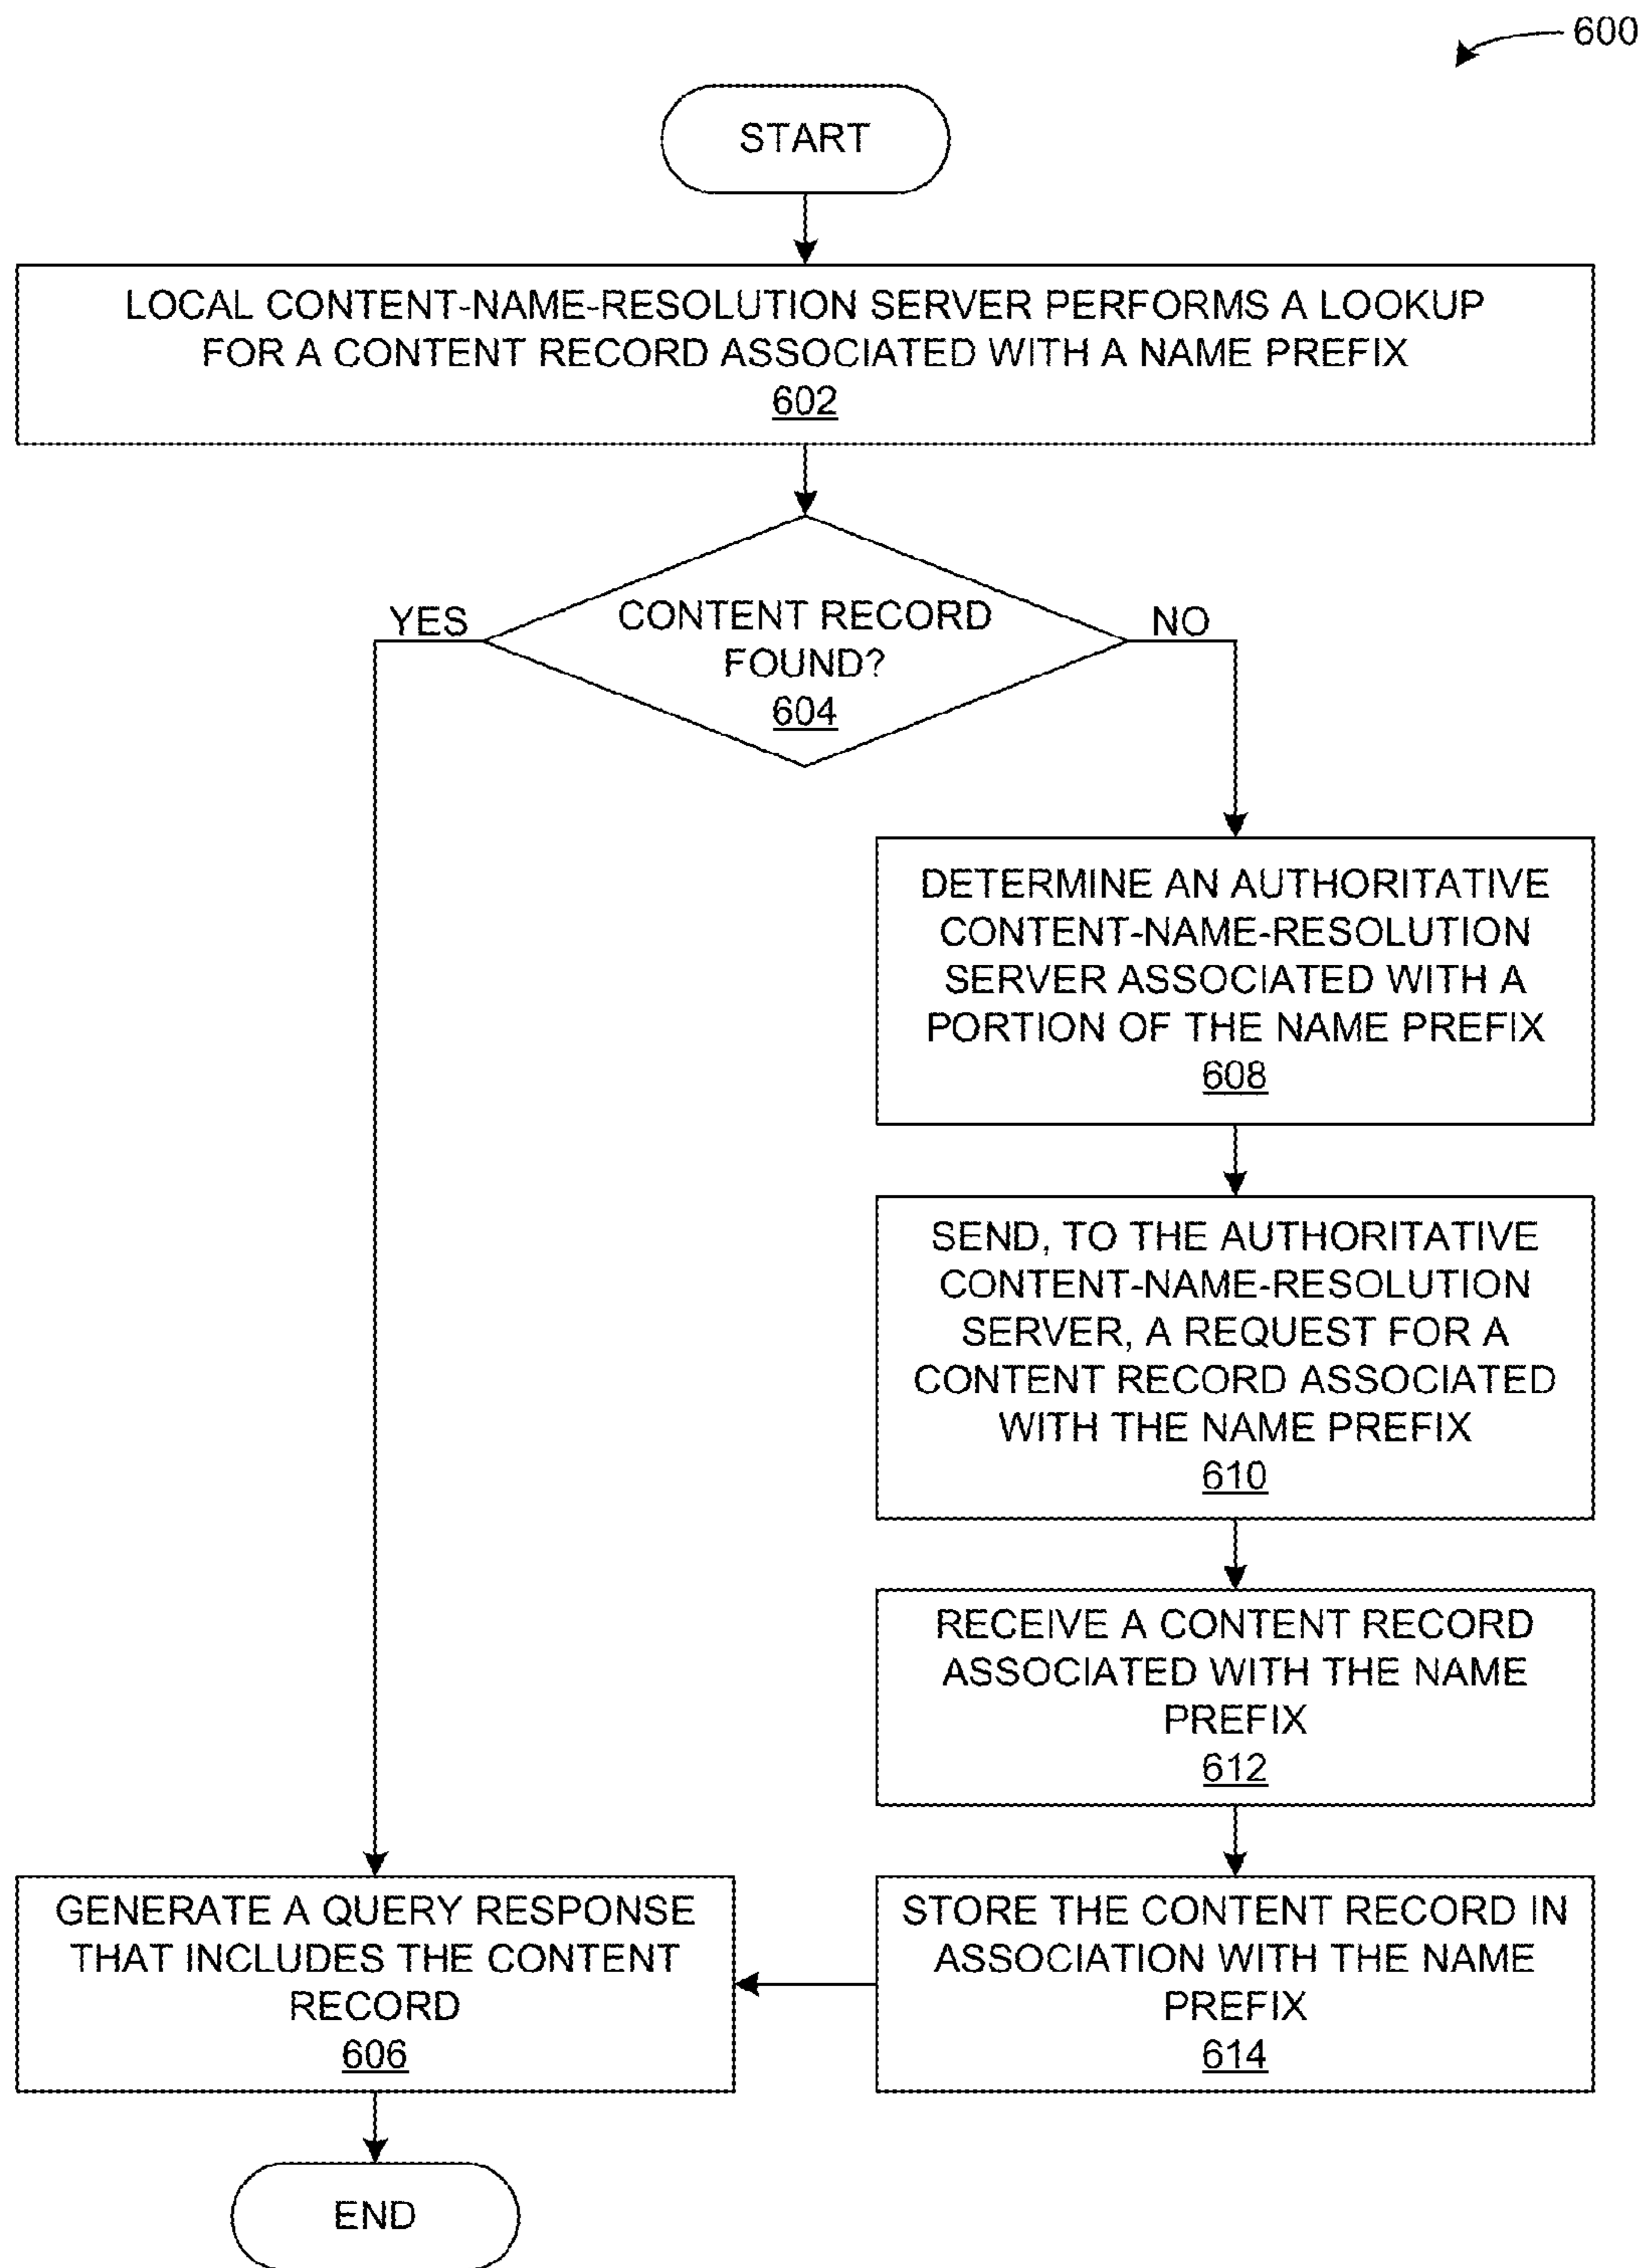 600
START
LOCAL CONTENT-NAME-RESOLUTION SERVER PERFORMS A LOOKUP
FOR A CONTENT RECORD ASSOCIATED WITH A NAME PREFIX
602
YES
CONTENT RECORD
FOUND?
604
NO
DETERMINE AN AUTHORITATIVE
CONTENT-NAME-RESOLUTION
SERVER ASSOCIATED WITH A
PORTION OF THE NAME PREFIX
608
SEND, TO THE AUTHORITATIVE
CONTENT-NAME-RESOLUTION
SERVER, A REQUEST FOR A
CONTENT RECORD ASSOCIATED
WITH THE NAME PREFIX
610
RECEIVE A CONTENT RECORD
ASSOCIATED WITH THE NAME
PREFIX
612
STORE THE CONTENT RECORD IN
ASSOCIATION WITH THE NAME
PREFIX
614
GENERATE A QUERY RESPONSE
THAT INCLUDES THE CONTENT
RECORD
606
END